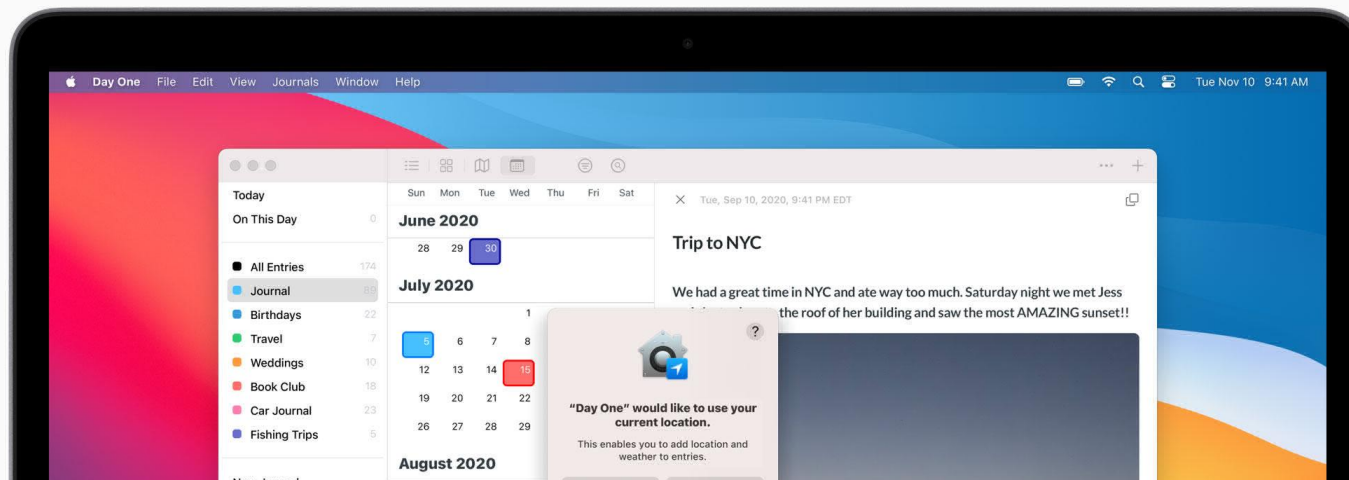 Day One File Edit View Journals Window Help
Tue Nov 10 9:41 AM
Today
On This Day 0
All Entries 174
Journal 89
Birthdays 22
Travel 7
Weddings 10
Book Club 18
Car Journal 23
Fishing Trips 5
Sun Mon Tue Wed Thu Fri Sat
June 2020
28 29 30
July 2020
1
5 6 7 8
12 13 14 15
19 20 21 22
26 27 28 29
August 2020
Tue, Sep 10, 2020, 9:41 PM EDT
Trip to NYC
We had a great time in NYC and ate way too much. Saturday night we met Jess
the roof of her building and saw the most AMAZING sunset!!
?
“Day One” would like to use your
current location.
This enables you to add location and
weather to entries.